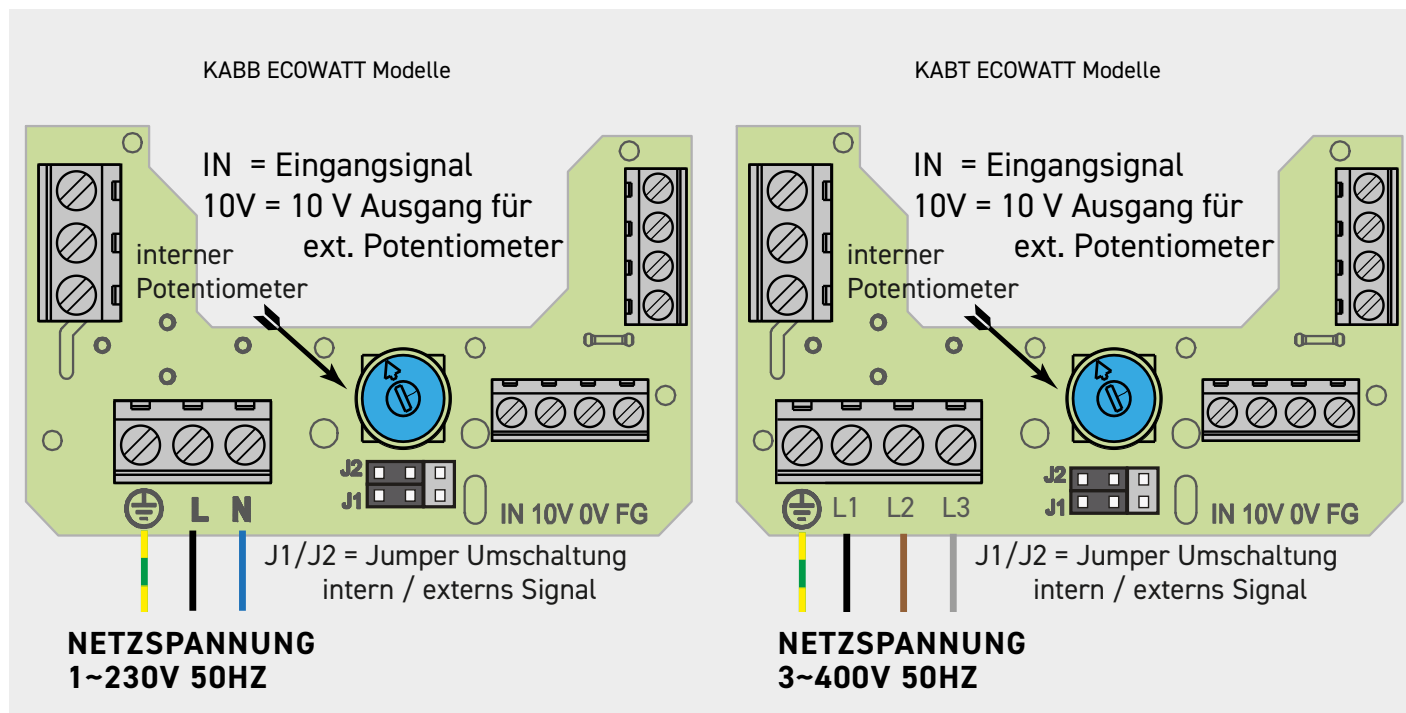 KABB ECOWATT Modelle
IN = Eingangsignal
10V = 10 V Ausgang für
ext. Potentiometer
interner
Potentiometer
J2
J1
L N
IN 10V 0V FG
J1/J2 = Jumper Umschaltung
intern / externs Signal
NETZSPANNUNG
1~230V 50HZ
KABT ECOWATT Modelle
IN = Eingangsignal
10V = 10 V Ausgang für
ext. Potentiometer
interner
Potentiometer
J2
J1
L1 L2 L3
IN 10V 0V FG
J1/J2 = Jumper Umschaltung
intern / externs Signal
NETZSPANNUNG
3~400V 50HZ